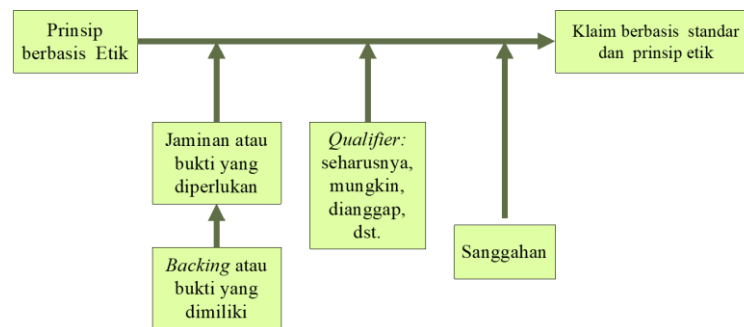 Prinsip
berbasis Etik
Klaim berbasis standar
dan prinsip etik
Jaminan atau
bukti yang
diperlukan
Qualifier:
seharusnya,
mungkin,
dianggap,
dst.
Sanggahan
Backing atau
bukti yang
dimiliki